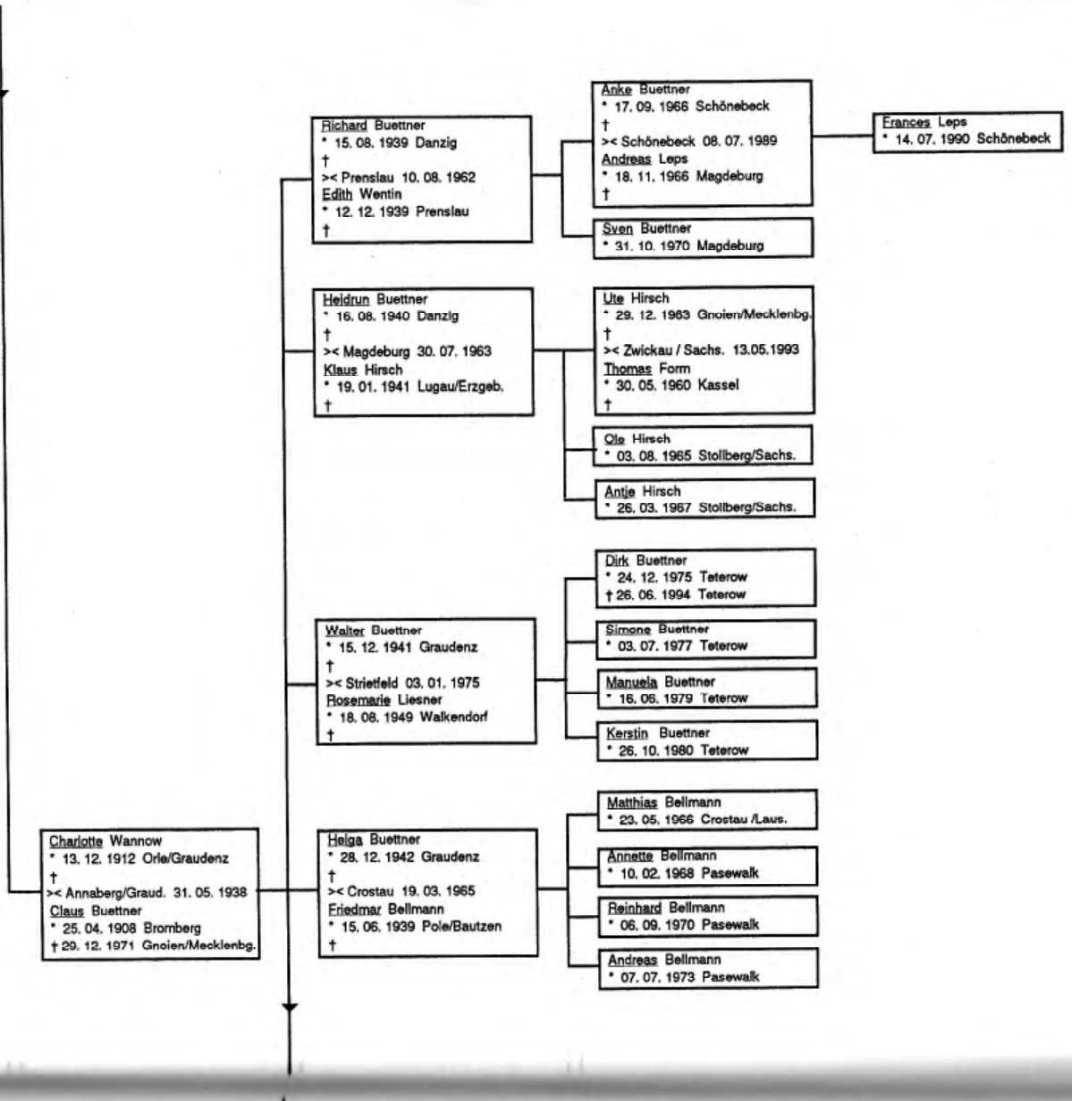 Richard Buettner
* 15. 08. 1939 Danzig
†
>< Prenslau 10. 08. 1962
Edith Wentin
* 12. 12. 1939 Prenslau
†
Anke Buettner
* 17. 09. 1966 Schönebeck
†
>< Schönebeck 08. 07. 1989
Andreas Leps
* 18. 11. 1966 Magdeburg
†
Frances Leps
* 14. 07. 1990 Schönebeck
Sven Buettner
* 31. 10. 1970 Magdeburg
Heidrun Buettner
* 16. 08. 1940 Danzig
†
>< Magdeburg 30. 07. 1963
Klaus Hirsch
* 19. 01. 1941 Lugau/Erzgeb.
†
Ute Hirsch
* 29. 12. 1963 Gnoien/Mecklenbg.
†
>< Zwickau / Sachs. 13.05.1993
Thomas Form
* 30. 05. 1960 Kassel
†
Ole Hirsch
* 03. 08. 1965 Stollberg/Sachs.
Antje Hirsch
* 26. 03. 1967 Stollberg/Sachs.
Walter Buettner
* 15. 12. 1941 Graudenz
†
>< Strietfeld 03. 01. 1975
Rosemarie Liesner
* 18. 08. 1949 Walkendorf
†
Dirk Buettner
* 24. 12. 1975 Teterow
† 26. 06. 1994 Teterow
Simone Buettner
* 03. 07. 1977 Teterow
Manuela Buettner
* 16. 06. 1979 Teterow
Kerstin Buettner
* 26. 10. 1980 Teterow
Charlotte Wannow
* 13. 12. 1912 Orle/Graudenz
†
>< Annaberg/Graud. 31. 05. 1938
Claus Buettner
* 25. 04. 1908 Bromberg
† 29. 12. 1971 Gnoien/Mecklenbg.
Helga Buettner
* 28. 12. 1942 Graudenz
†
>< Crostau 19. 03. 1965
Friedmar Bellmann
* 15. 06. 1939 Pole/Bautzen
†
Matthias Bellmann
* 23. 05. 1966 Crostau /Laus.
Annette Bellmann
* 10. 02. 1968 Pasewalk
Reinhard Bellmann
* 06. 09. 1970 Pasewalk
Andreas Bellmann
* 07. 07. 1973 Pasewalk